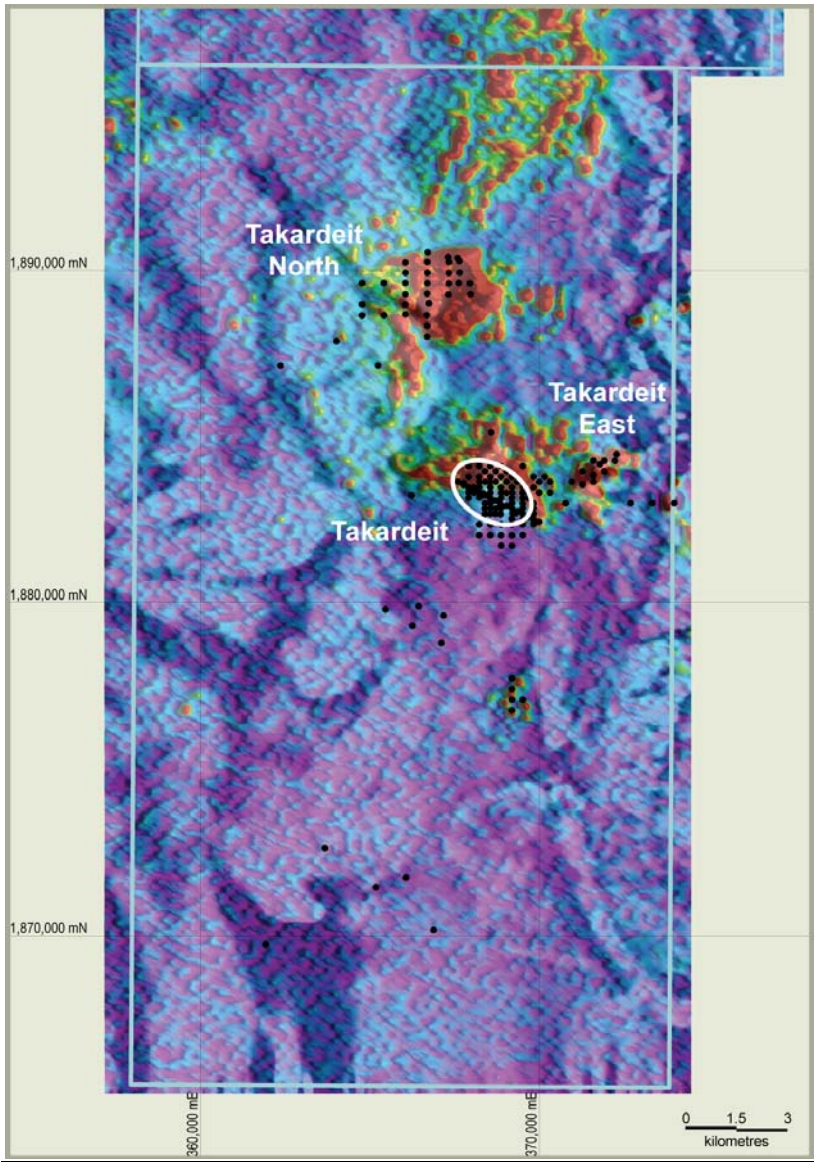 Takardeit
North
1,890,000 mN
Takardeit
East
Takardeit
1,880,000 mN
1,870,000 mN
360,000 mE
370,000 mE
0 1.5 3
kilometres